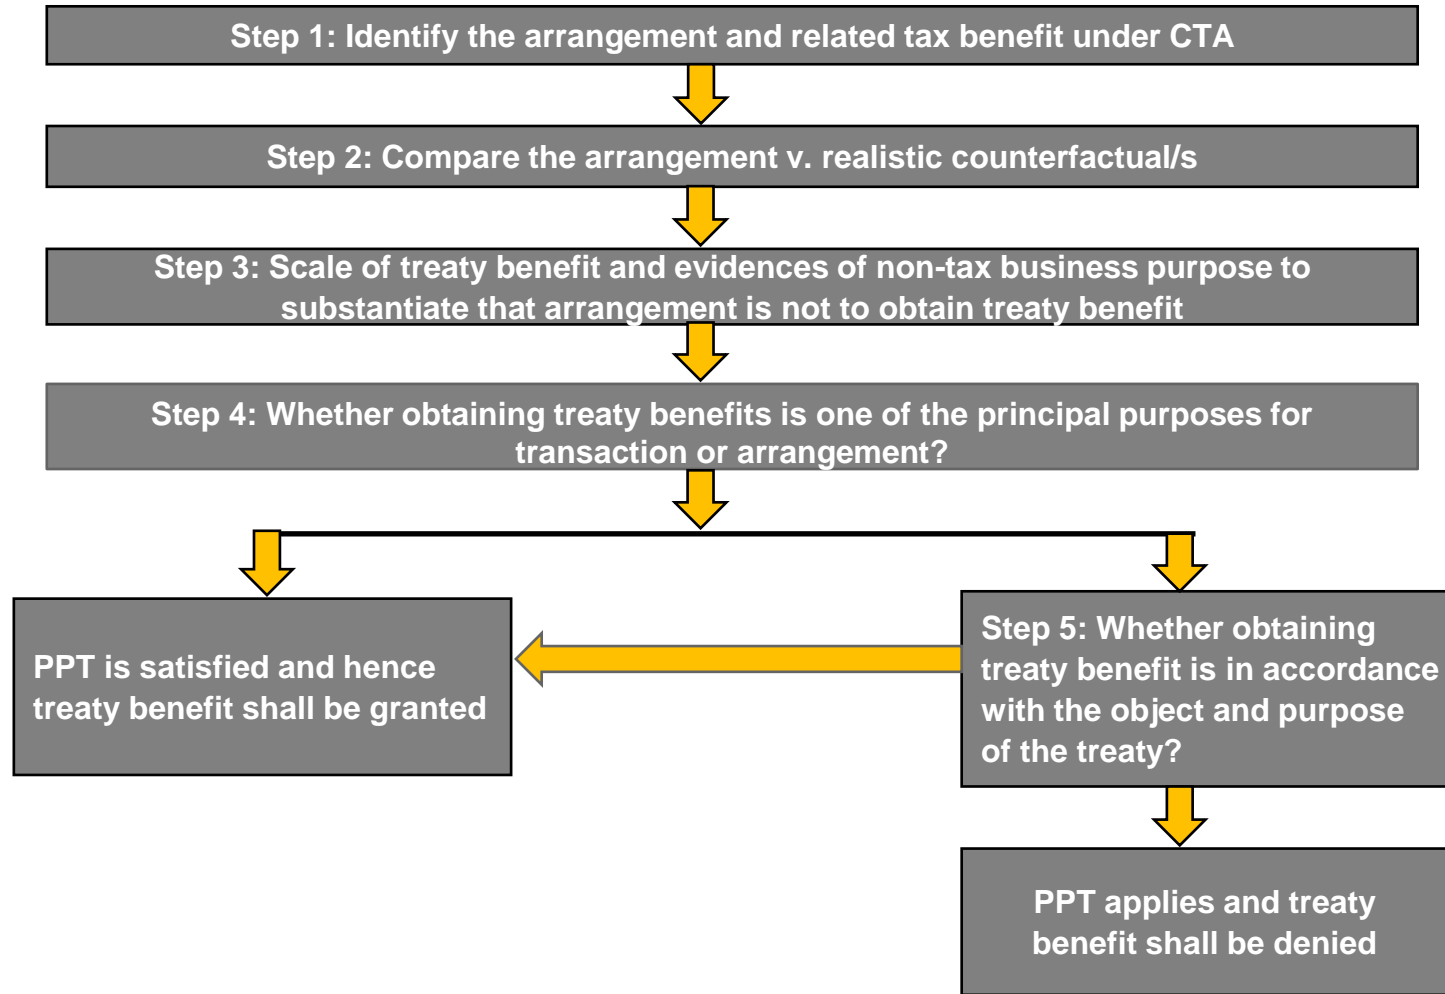 Step 1: Identify the arrangement and related tax benefit under CTA
Step 2: Compare the arrangement v. realistic counterfactual/s
Step 3: Scale of treaty benefit and evidences of non-tax business purpose to
substantiate that arrangement is not to obtain treaty benefit
Step 4: Whether obtaining treaty benefits is one of the principal purposes for
transaction or arrangement?
PPT is satisfied and hence
treaty benefit shall be granted
Step 5: Whether obtaining
treaty benefit is in accordance
with the object and purpose
of the treaty?
PPT applies and treaty
benefit shall be denied